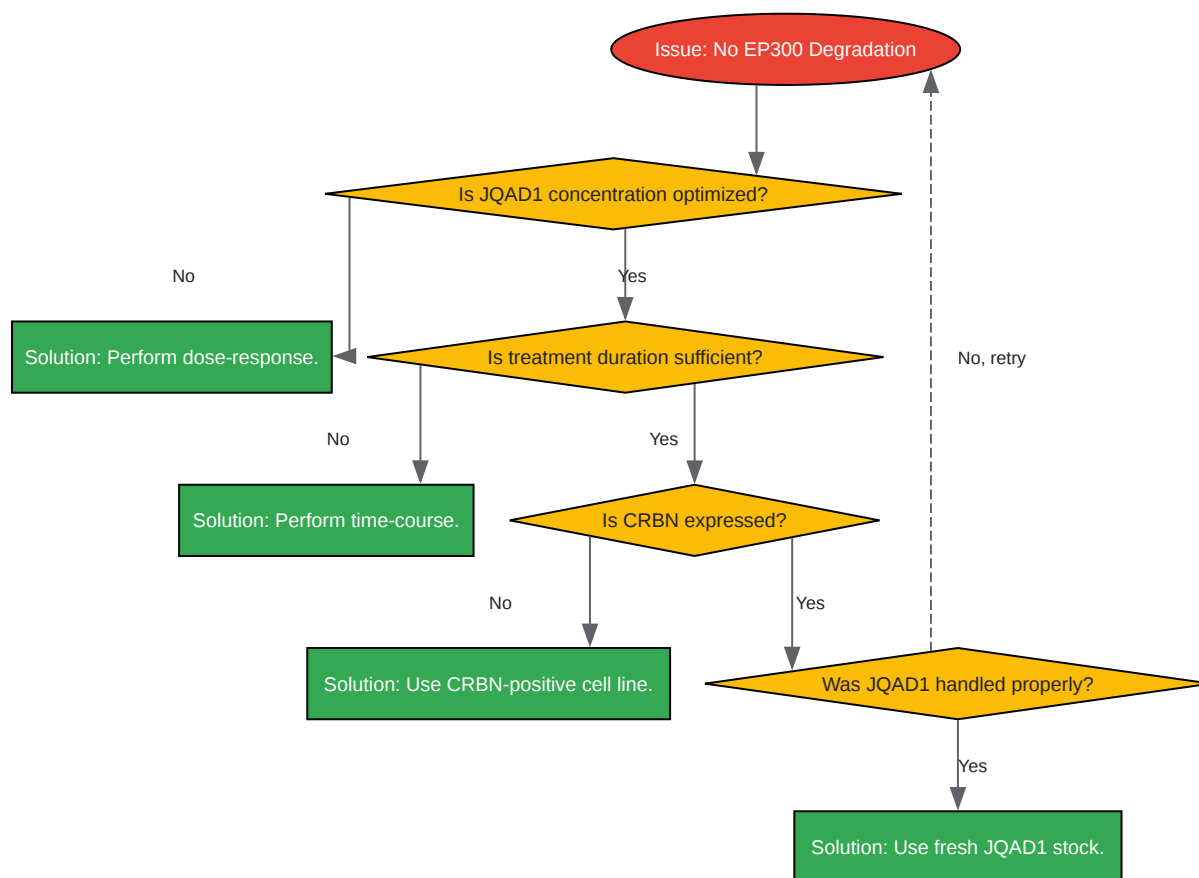 Issue: No EP300 Degradation
Is JQAD1 concentration optimized?
No
Yes
Solution: Perform dose-response.
Is treatment duration sufficient?
No, retry
No
Yes
Solution: Perform time-course.
Is CRBN expressed?
No
Yes
Solution: Use CRBN-positive cell line.
Was JQAD1 handled properly?
Yes
Solution: Use fresh JQAD1 stock.